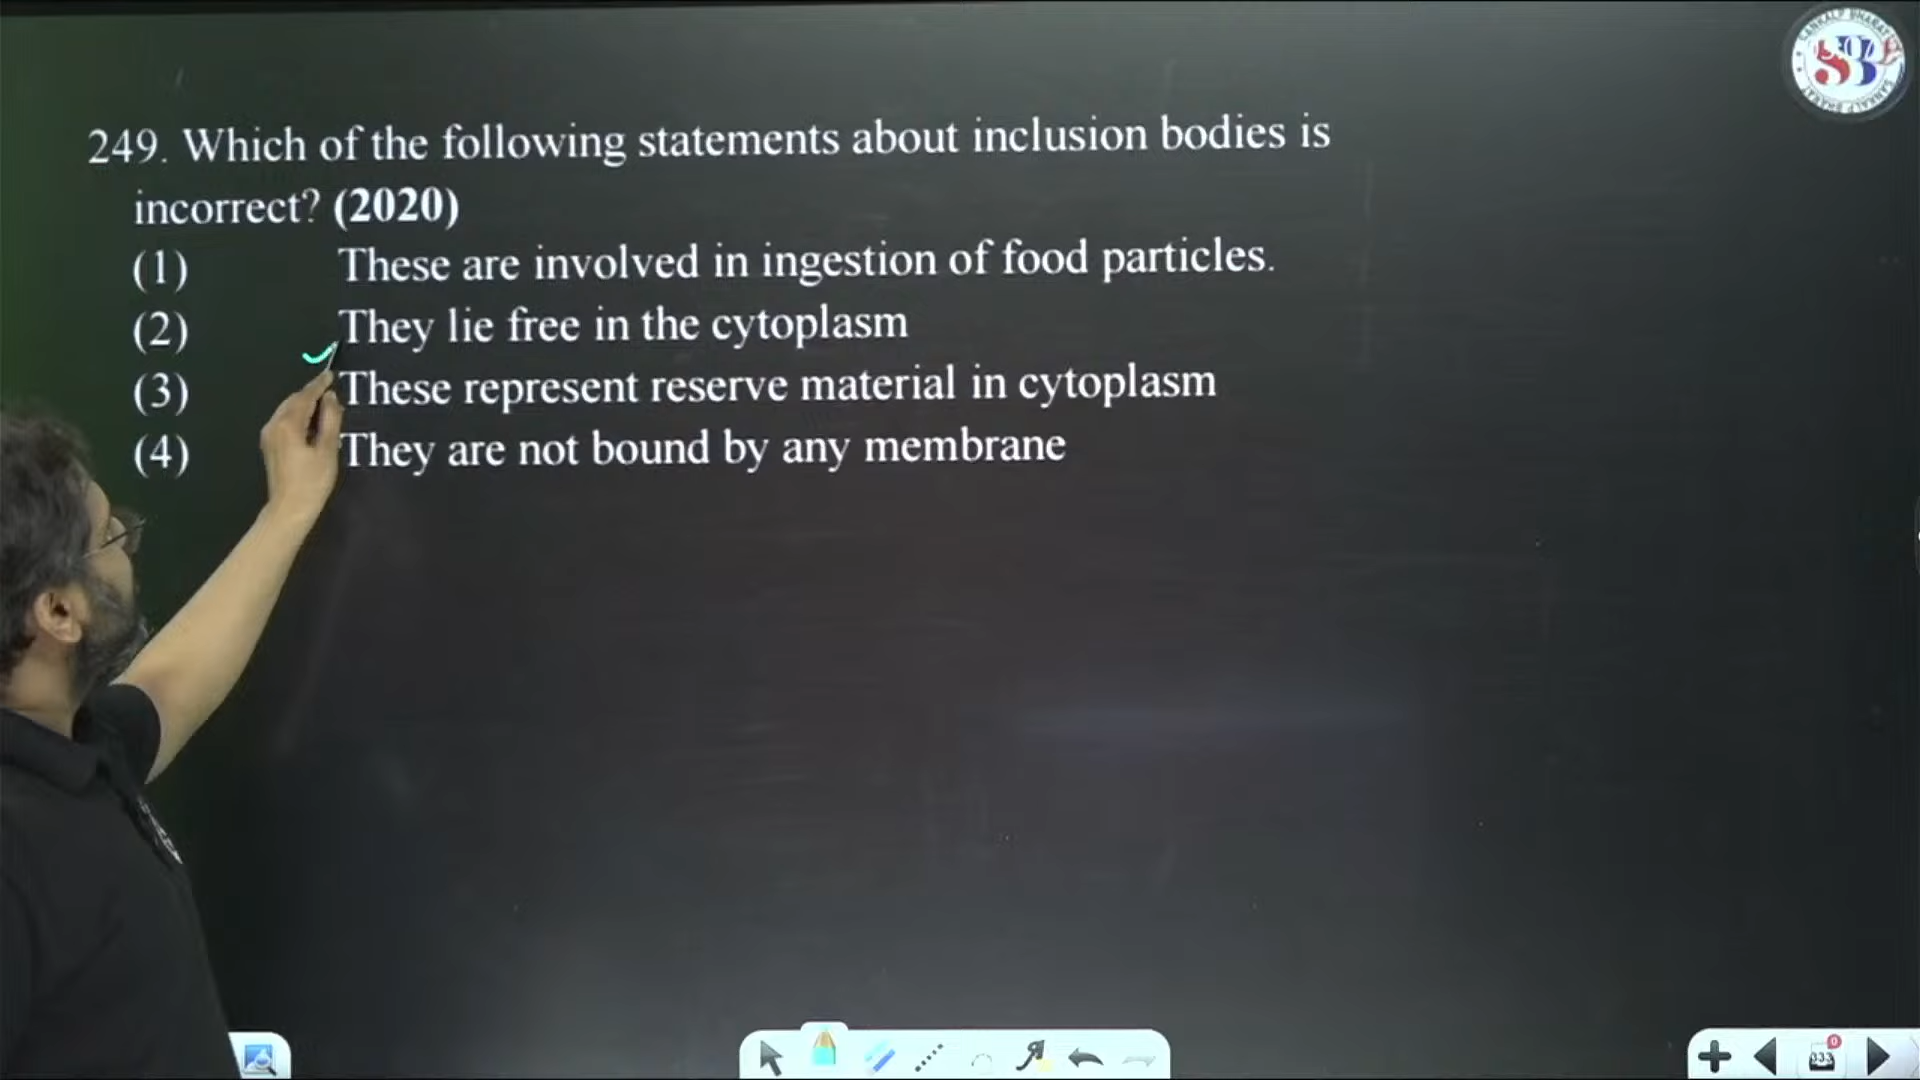 249. Which of the following statements about inclusion bodies is
incorrect? (2020)
(1) These are involved in ingestion of food particles.
(2) They lie free in the cytoplasm
(3) These represent reserve material in cytoplasm
(4) They are not bound by any membrane